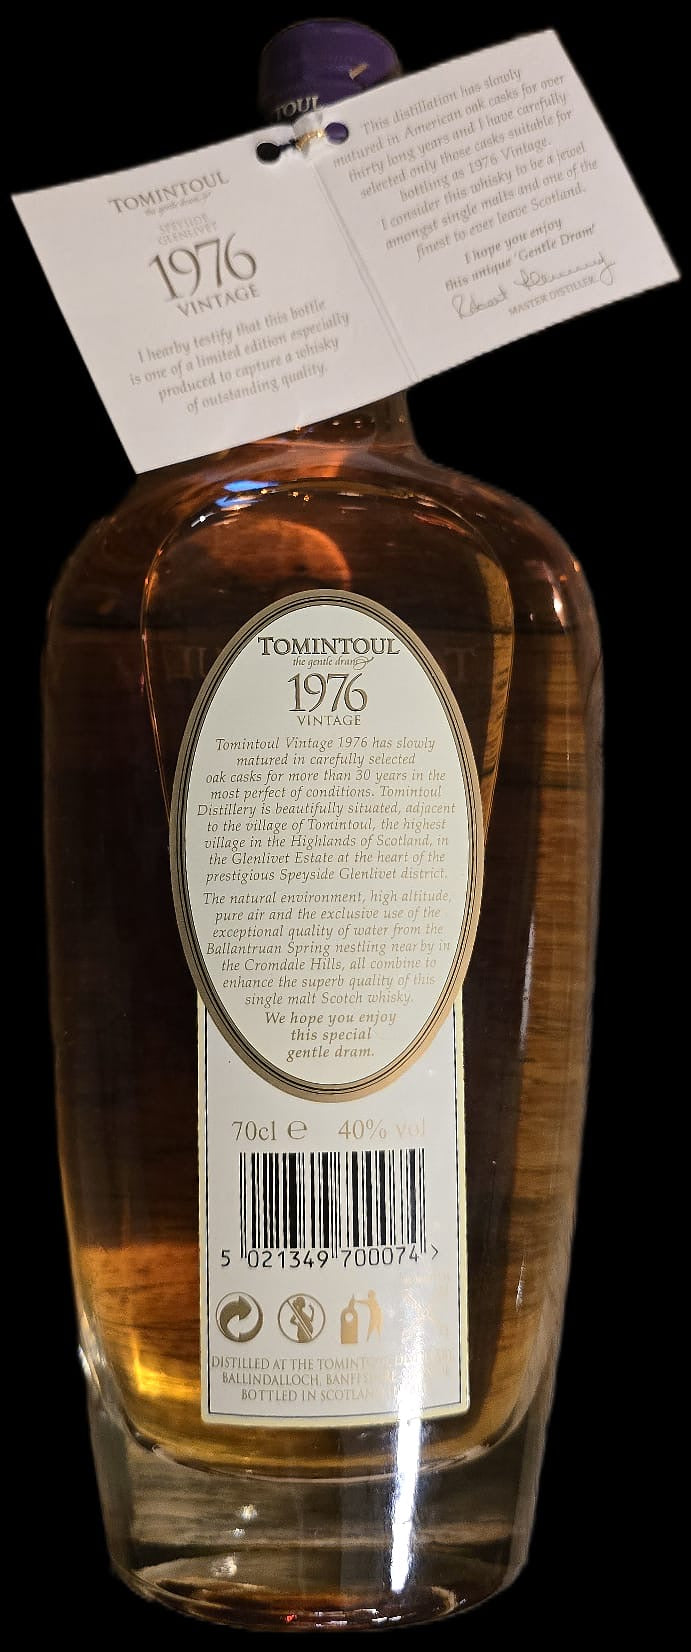 TOUL
TOMINTOUL
the gentle dram
SPEYSIDE
GLENLIVET
1976
VINTAGE
I hearby testify that this bottle
is one of a limited edition especially
produced to capture a whisky
of outstanding quality.
This distillation has slowly
matured in American oak casks for over
thirty long years and I have carefully
selected only those casks suitable for
bottling as 1976 Vintage.
I consider this whisky to be a jewel
amongst single malts and one of the
finest to ever leave Scotland.
I hope you enjoy
this unique 'Gentle Dram'
MASTER DISTILLER
TOMINTOUL
the gentle dram
1976
VINTAGE
Tomintoul Vintage 1976 has slowly
matured in carefully selected
oak casks for more than 30 years in the
most perfect of conditions. Tomintoul
Distillery is beautifully situated, adjacent
to the village of Tomintoul, the highest
village in the Highlands of Scotland, in
the Glenlivet Estate at the heart of the
prestigious Speyside Glenlivet district.
The natural environment, high altitude,
pure air and the exclusive use of the
exceptional quality of water from the
Ballantruan Spring nestling near by in
the Cromdale Hills, all combine to
enhance the superb quality of this
single malt Scotch whisky.
We hope you enjoy
this special
gentle dram.
70cl ℮ 40% vol
5 021349 700074 >
DISTILLED AT THE TOMINTOUL
BALLINDALLOCH, BANFFSHIRE
BOTTLED IN SCOTLAND